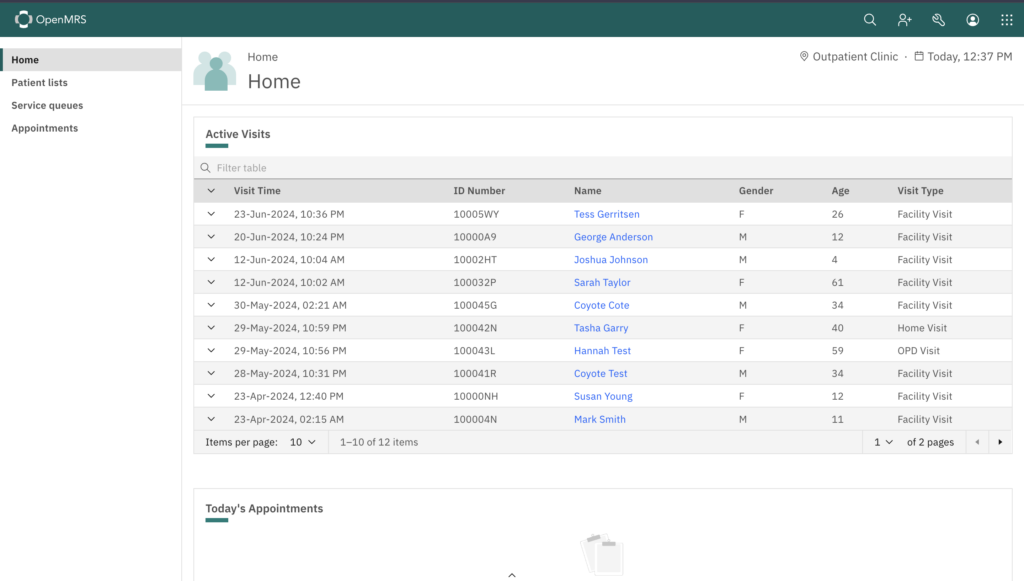 OpenMRS
Home
Patient lists
Service queues
Appointments
Home
Home
Outpatient Clinic · Today, 12:37 PM
Active Visits
Filter table
Visit Time ID Number Name Gender Age Visit Type
23-Jun-2024, 10:36 PM 10005WY Tess Gerritsen F 26 Facility Visit
20-Jun-2024, 10:24 PM 10000A9 George Anderson M 12 Facility Visit
12-Jun-2024, 10:04 AM 10002HT Joshua Johnson M 4 Facility Visit
12-Jun-2024, 10:02 AM 100032P Sarah Taylor F 61 Facility Visit
30-May-2024, 02:21 AM 100045G Coyote Cote M 34 Facility Visit
29-May-2024, 10:59 PM 100042N Tasha Garry F 40 Home Visit
29-May-2024, 10:56 PM 100043L Hannah Test F 59 OPD Visit
28-May-2024, 10:31 PM 100041R Coyote Test M 34 Facility Visit
23-Apr-2024, 12:40 PM 10000NH Susan Young F 12 Facility Visit
23-Apr-2024, 02:15 AM 100004N Mark Smith M 11 Facility Visit
Items per page: 10 1–10 of 12 items 1 of 2 pages
Today's Appointments